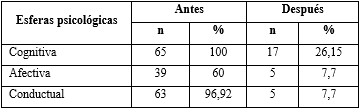 Esferas psicológicas Antes Después
n % n %
Cognitiva 65 100 17 26,15
Afectiva 39 60 5 7,7
Conductual 63 96,92 5 7,7